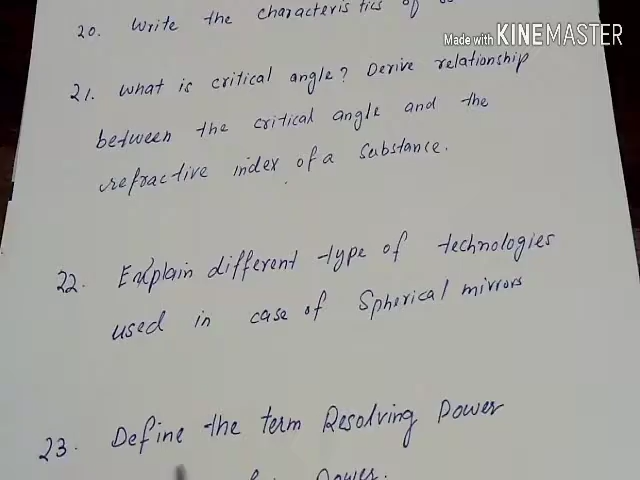 20. Write the characteristics of
Made with KINEMASTER
21. What is critical angle? Derive relationship
between the critical angle and the
refractive index of a substance.
22. Explain different type of technologies
used in case of Spherical mirrors
23. Define the term Resolving Power
Power.